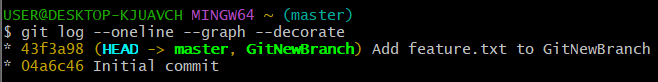 USER@DESKTOP-KJUAVCH MINGW64 ~ (master)
$ git log --oneline --graph --decorate
* 43f3a98 (HEAD -> master, GitNewBranch) Add feature.txt to GitNewBranch
* 04a6c46 Initial commit